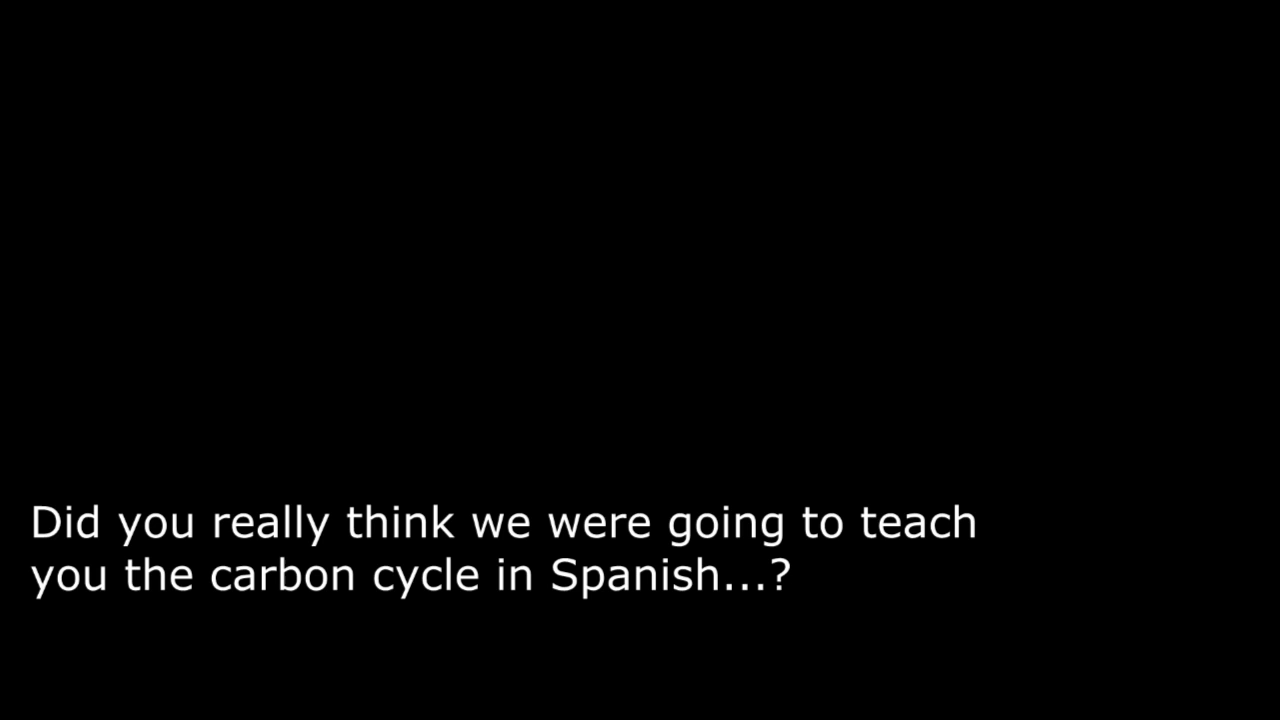 Did you really think we were going to teach
you the carbon cycle in Spanish...?